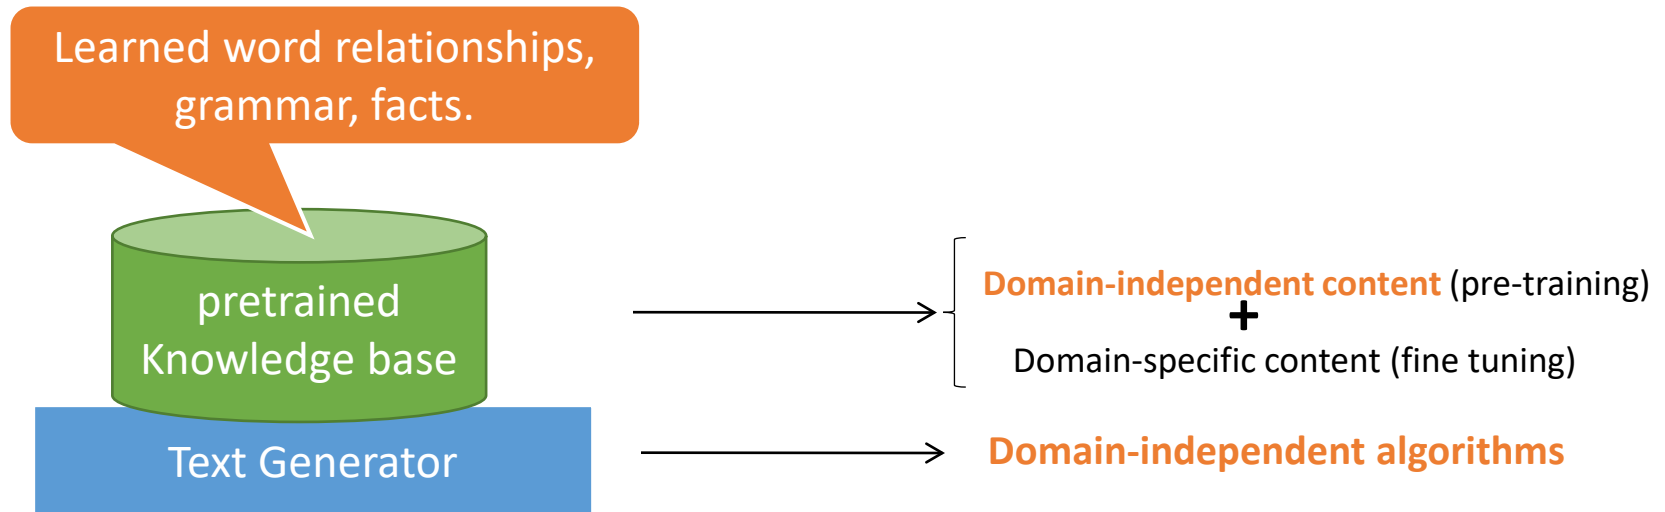 Learned word relationships,
grammar, facts.
pretrained
Knowledge base
Text Generator
Domain-independent content (pre-training)
+
Domain-specific content (fine tuning)
Domain-independent algorithms